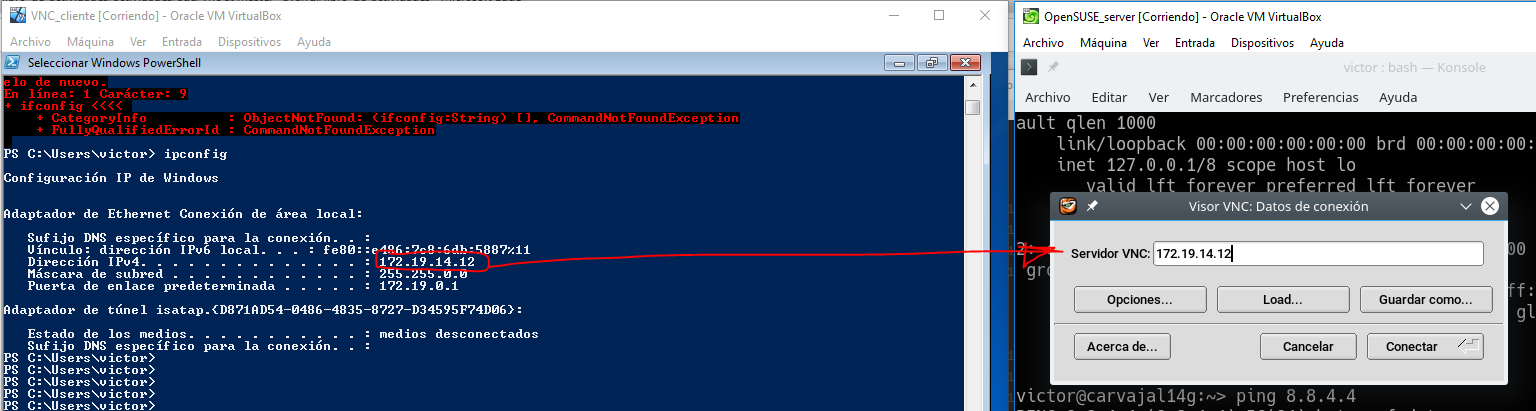 VNC_cliente [Corriendo] - Oracle VM VirtualBox
Archivo Máquina Ver Entrada Dispositivos Ayuda
Seleccionar Windows PowerShell
elo de nuevo.
En línea: 1 Carácter: 9
+ ifconfig <<<<
+ CategoryInfo : ObjectNotFound: (ifconfig:String) [], CommandNotFoundException
+ FullyQualifiedErrorId : CommandNotFoundException
PS C:\Users\victor> ipconfig
Configuración IP de Windows
Adaptador de Ethernet Conexión de área local:
Sufijo DNS específico para la conexión. . :
Vínculo: dirección IPv6 local. . . : fe80::e486:7c8:6db:5887%11
Dirección IPv4. . . . . . . . . . . . . . : 172.19.14.12
Máscara de subred . . . . . . . . . . . . : 255.255.0.0
Puerta de enlace predeterminada . . . . . : 172.19.0.1
Adaptador de túnel isatap.{D871AD54-0486-4835-8727-D34595F74D06}:
Estado de los medios. . . . . . . . . . . : medios desconectados
Sufijo DNS específico para la conexión. . :
PS C:\Users\victor>
PS C:\Users\victor>
PS C:\Users\victor>
PS C:\Users\victor>
PS C:\Users\victor>
OpenSUSE_server [Corriendo] - Oracle VM VirtualBox
Archivo Máquina Ver Entrada Dispositivos Ayuda
victor : bash — Konsole
Archivo Editar Ver Marcadores Preferencias Ayuda
ault qlen 1000
link/loopback 00:00:00:00:00:00 brd 00:00:00:00:
inet 127.0.0.1/8 scope host lo
valid_lft forever preferred_lft forever
Visor VNC: Datos de conexión
2:
00
Servidor VNC: 172.19.14.12
gro
ff:
Opciones... Load... Guardar como...
gl
Acerca de... Cancelar Conectar
victor@carvajal14g:~> ping 8.8.4.4